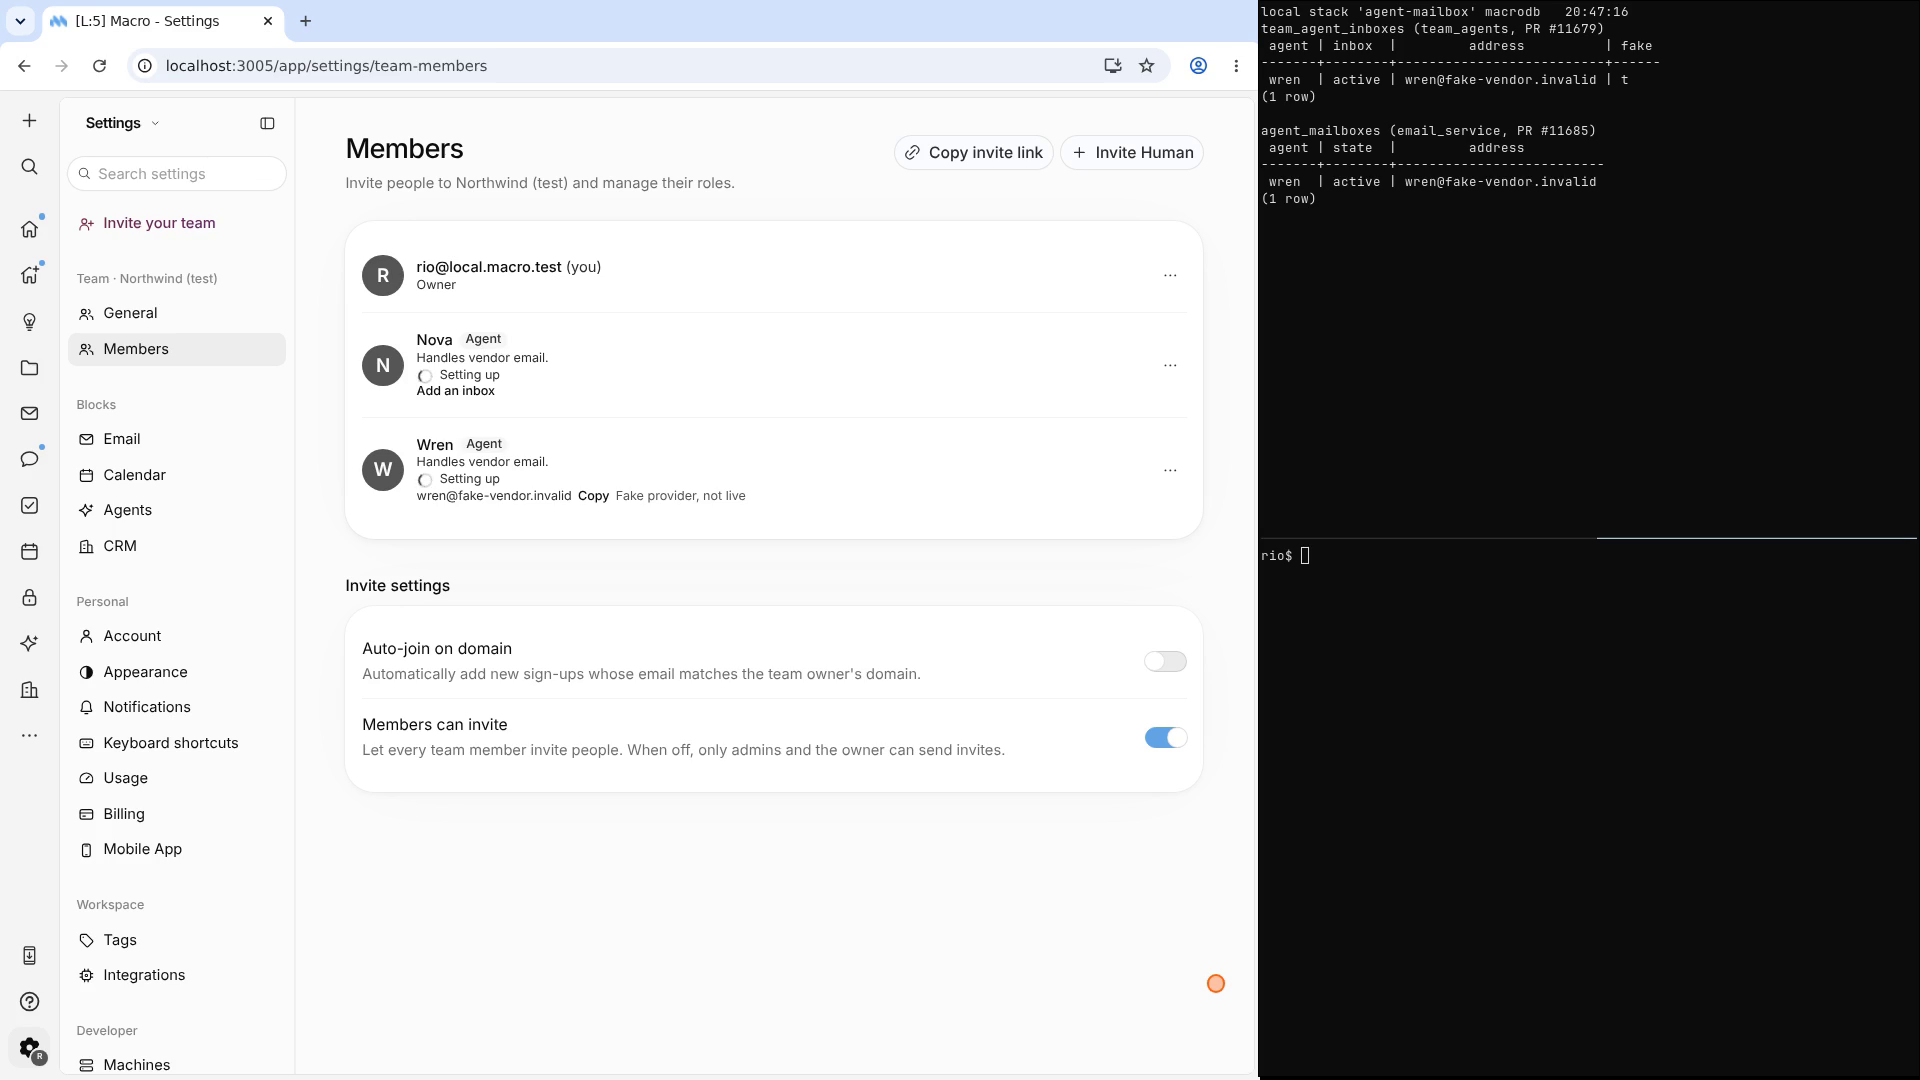 [L:5] Macro - Settings
localhost:3005/app/settings/team-members
Settings
Search settings
Invite your team
Team · Northwind (test)
General
Members
Blocks
Email
Calendar
Agents
CRM
Personal
Account
Appearance
Notifications
Keyboard shortcuts
Usage
Billing
Mobile App
Workspace
Tags
Integrations
Developer
Machines
R
Members
Copy invite link
Invite Human
Invite people to Northwind (test) and manage their roles.
R
rio@local.macro.test (you)
Owner
N
Nova Agent
Handles vendor email.
Setting up
Add an inbox
W
Wren Agent
Handles vendor email.
Setting up
wren@fake-vendor.invalid Copy Fake provider, not live
Invite settings
Auto-join on domain
Automatically add new sign-ups whose email matches the team owner's domain.
Members can invite
Let every team member invite people. When off, only admins and the owner can send invites.
local stack 'agent-mailbox' macrodb   20:47:16
team_agent_inboxes (team_agents, PR #11679)
 agent | inbox  |         address          | fake
-------+--------+--------------------------+------
 wren  | active | wren@fake-vendor.invalid | t
(1 row)
agent_mailboxes (email_service, PR #11685)
 agent | state  |         address
-------+--------+--------------------------
 wren  | active | wren@fake-vendor.invalid
(1 row)
rio$